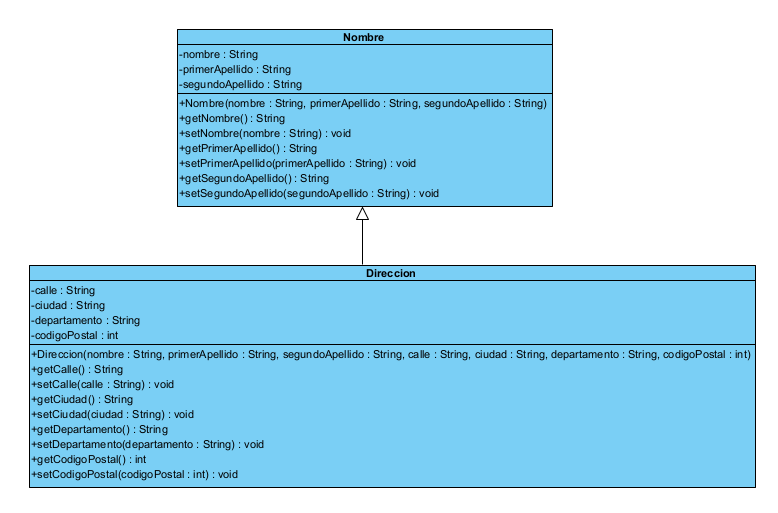 Nombre
-nombre : String
-primerApellido : String
-segundoApellido : String
+Nombre(nombre : String, primerApellido : String, segundoApellido : String)
+getNombre() : String
+setNombre(nombre : String) : void
+getPrimerApellido() : String
+setPrimerApellido(primerApellido : String) : void
+getSegundoApellido() : String
+setSegundoApellido(segundoApellido : String) : void
Direccion
-calle : String
-ciudad : String
-departamento : String
-codigoPostal : int
+Direccion(nombre : String, primerApellido : String, segundoApellido : String, calle : String, ciudad : String, departamento : String, codigoPostal : int)
+getCalle() : String
+setCalle(calle : String) : void
+getCiudad() : String
+setCiudad(ciudad : String) : void
+getDepartamento() : String
+setDepartamento(departamento : String) : void
+getCodigoPostal() : int
+setCodigoPostal(codigoPostal : int) : void